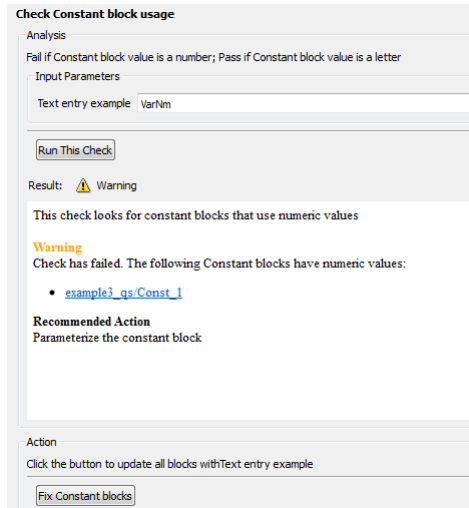 Check Constant block usage
Analysis
Fail if Constant block value is a number; Pass if Constant block value is a letter
Input Parameters
Text entry example VarNm
Run This Check
Result: Warning
This check looks for constant blocks that use numeric values
Warning
Check has failed. The following Constant blocks have numeric values:
• example3_qs/Const_1
Recommended Action
Parameterize the constant block
Action
Click the button to update all blocks withText entry example
Fix Constant blocks